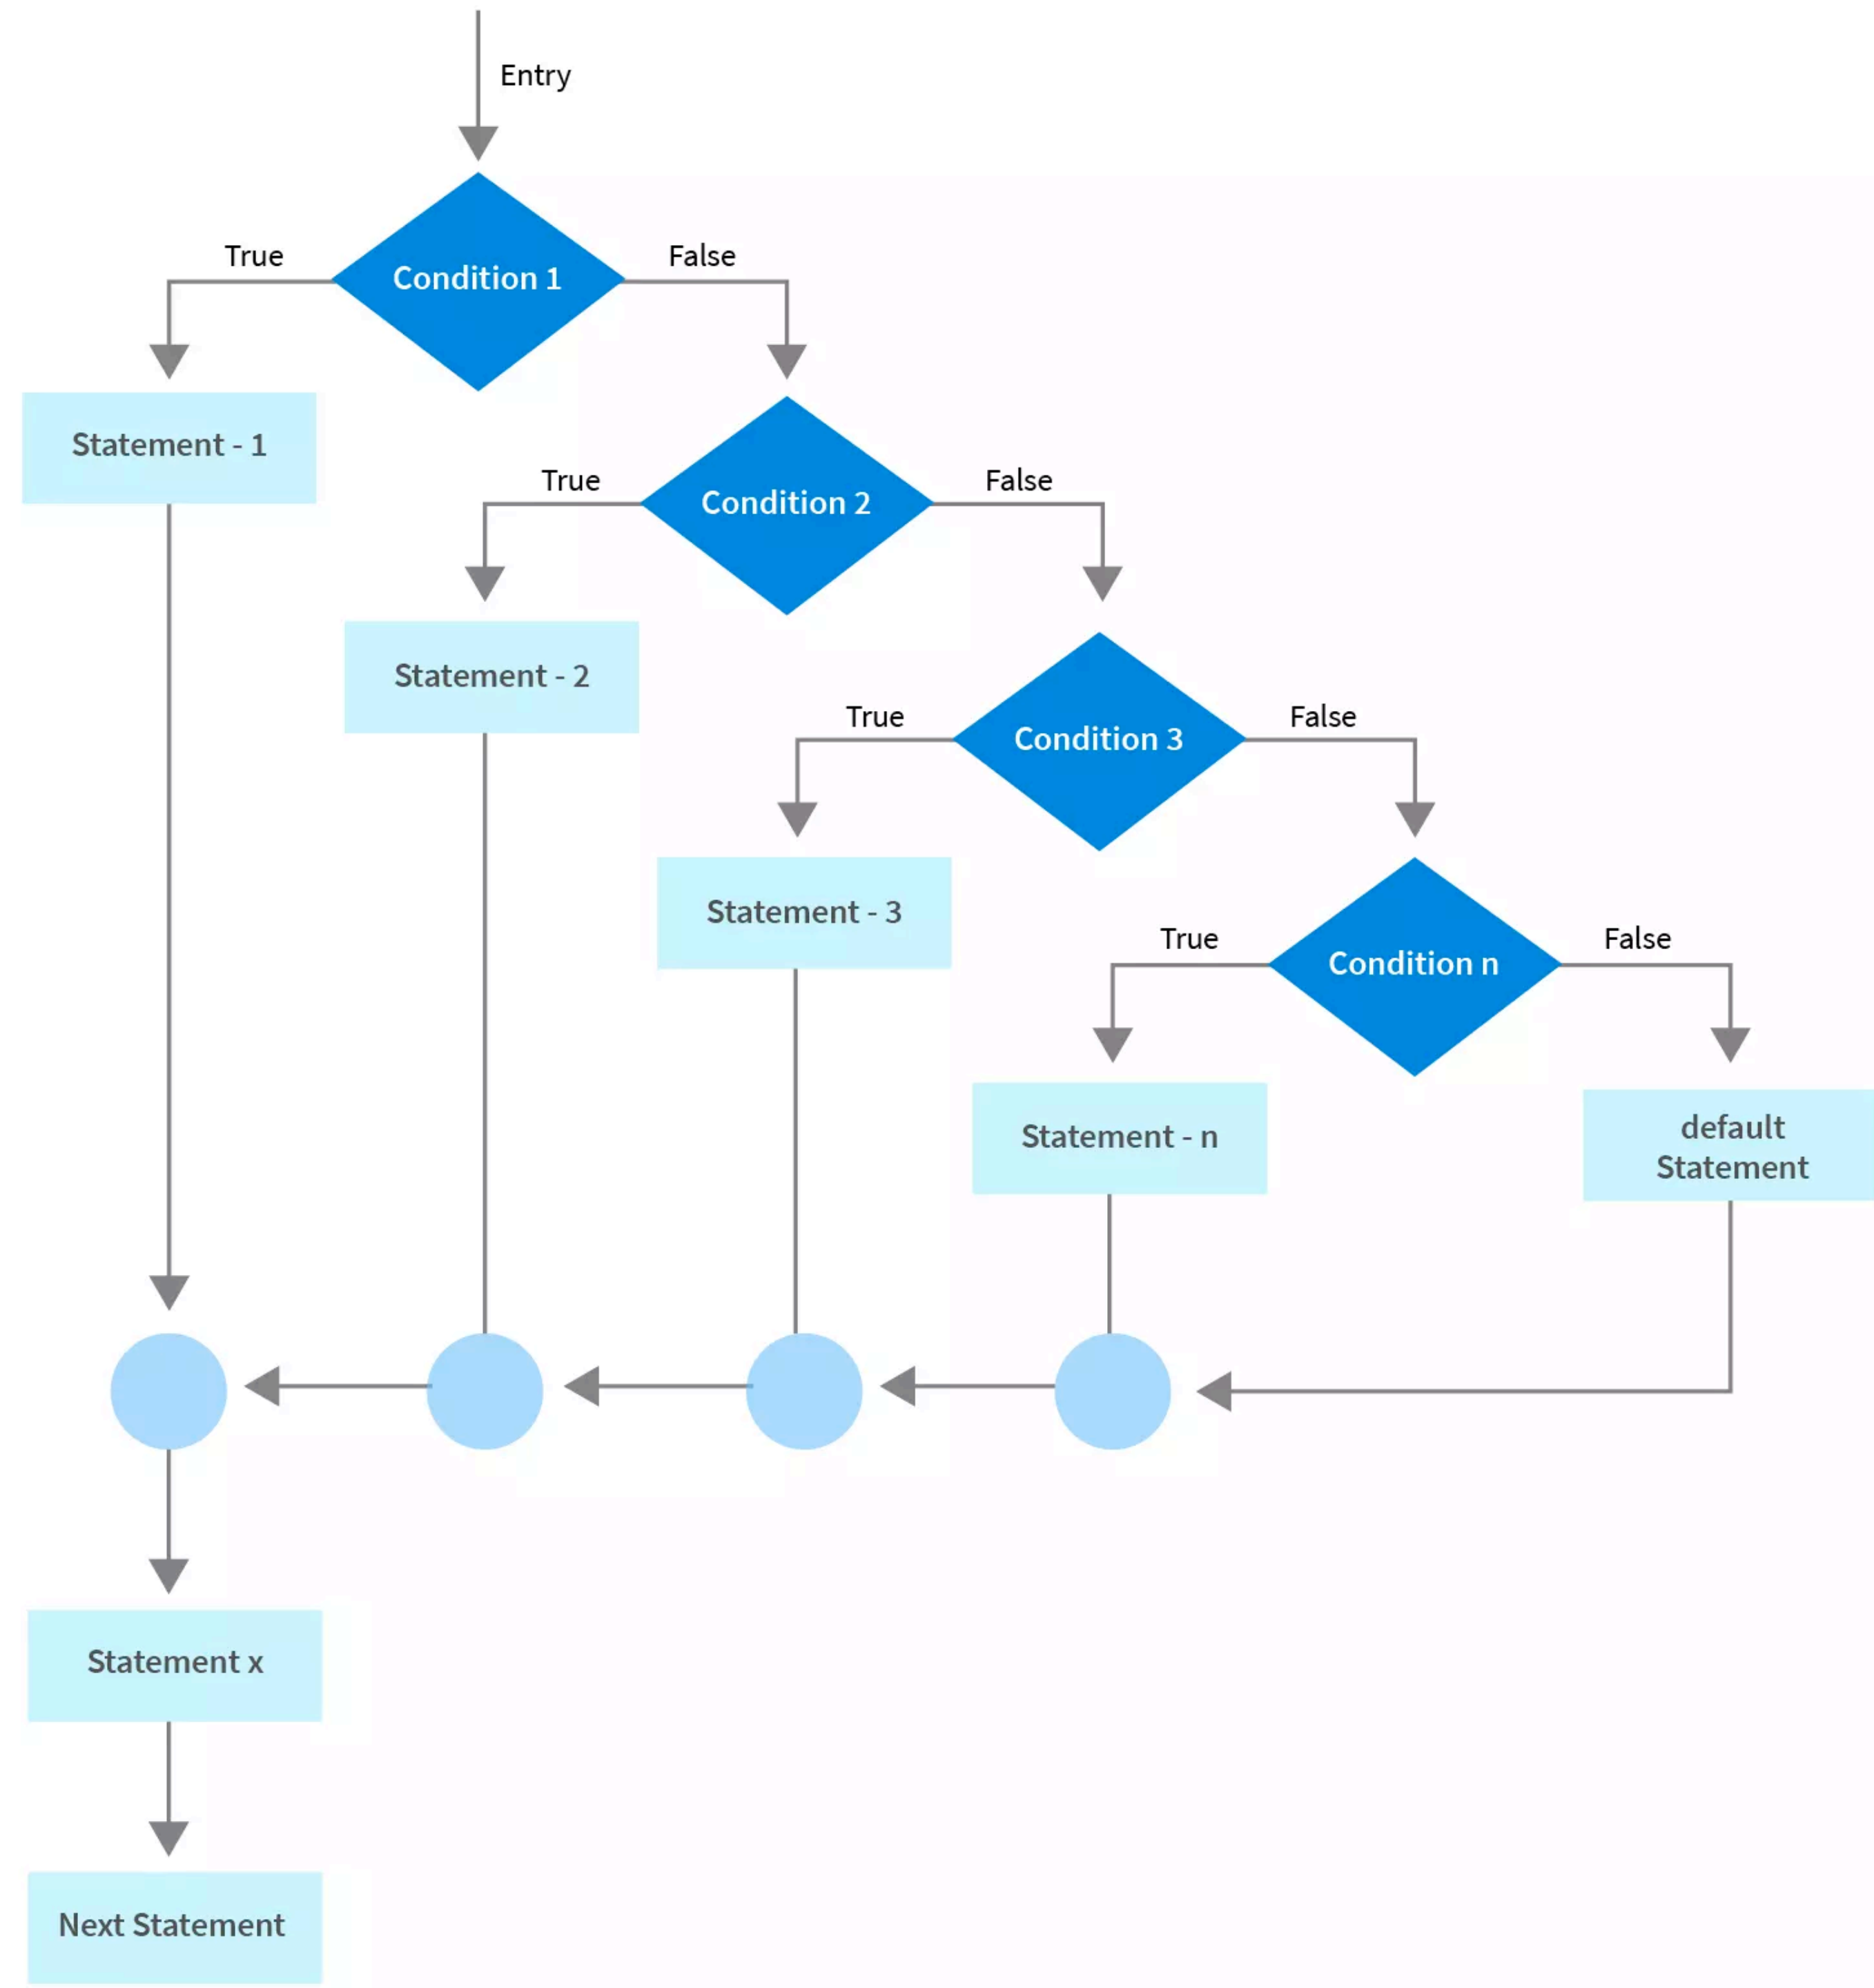 Entry
True
False
Condition 1
Statement - 1
True
False
Condition 2
Statement - 2
True
False
Condition 3
Statement - 3
True
False
Condition n
Statement - n
default
Statement
Statement x
Next Statement